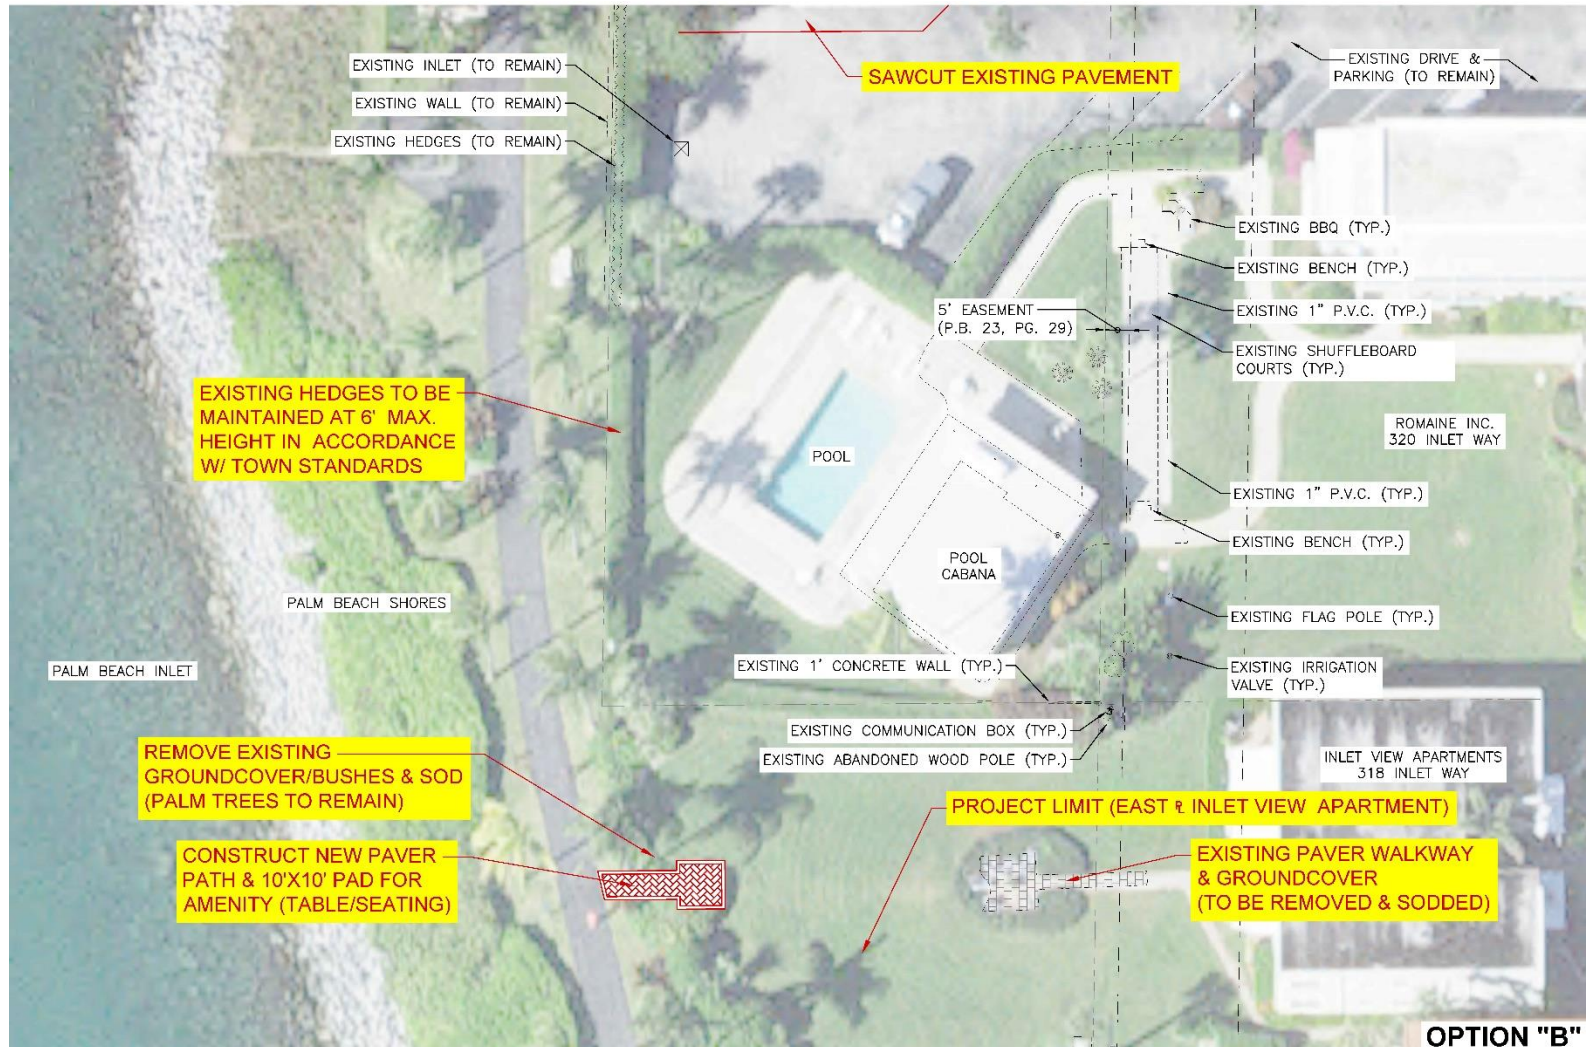 EXISTING INLET (TO REMAIN)
EXISTING WALL (TO REMAIN)
EXISTING HEDGES (TO REMAIN)
SAWCUT EXISTING PAVEMENT
EXISTING DRIVE &
PARKING (TO REMAIN)
EXISTING BBQ (TYP.)
EXISTING BENCH (TYP.)
5' EASEMENT
(P.B. 23, PG. 29)
EXISTING 1" P.V.C. (TYP.)
EXISTING SHUFFLEBOARD
COURTS (TYP.)
EXISTING HEDGES TO BE
MAINTAINED AT 6' MAX.
HEIGHT IN ACCORDANCE
W/ TOWN STANDARDS
POOL
ROMAINE INC.
320 INLET WAY
EXISTING 1" P.V.C. (TYP.)
EXISTING BENCH (TYP.)
POOL
CABANA
PALM BEACH SHORES
EXISTING FLAG POLE (TYP.)
PALM BEACH INLET
EXISTING 1' CONCRETE WALL (TYP.)
EXISTING IRRIGATION
VALVE (TYP.)
EXISTING COMMUNICATION BOX (TYP.)
EXISTING ABANDONED WOOD POLE (TYP.)
INLET VIEW APARTMENTS
318 INLET WAY
REMOVE EXISTING
GROUNDCOVER/BUSHES & SOD
(PALM TREES TO REMAIN)
PROJECT LIMIT (EAST ℄ INLET VIEW APARTMENT)
CONSTRUCT NEW PAVER
PATH & 10'X10' PAD FOR
AMENITY (TABLE/SEATING)
EXISTING PAVER WALKWAY
& GROUNDCOVER
(TO BE REMOVED & SODDED)
OPTION "B"